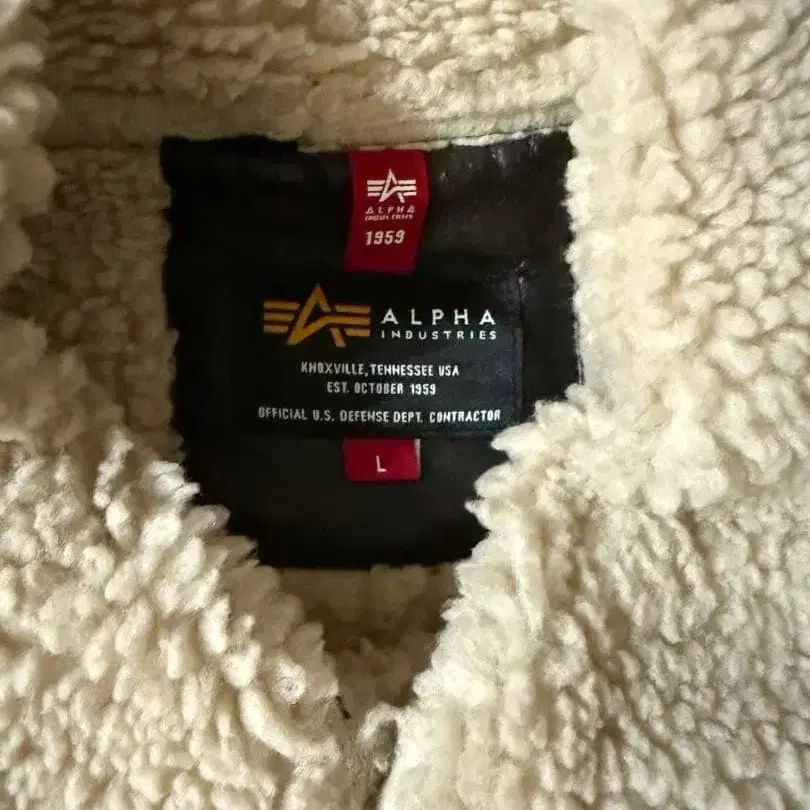 ALPHA
INDUSTRIES
1959
ALPHA
INDUSTRIES
KNOXVILLE, TENNESSEE USA
EST. OCTOBER 1959
OFFICIAL U.S. DEFENSE DEPT. CONTRACTOR
L